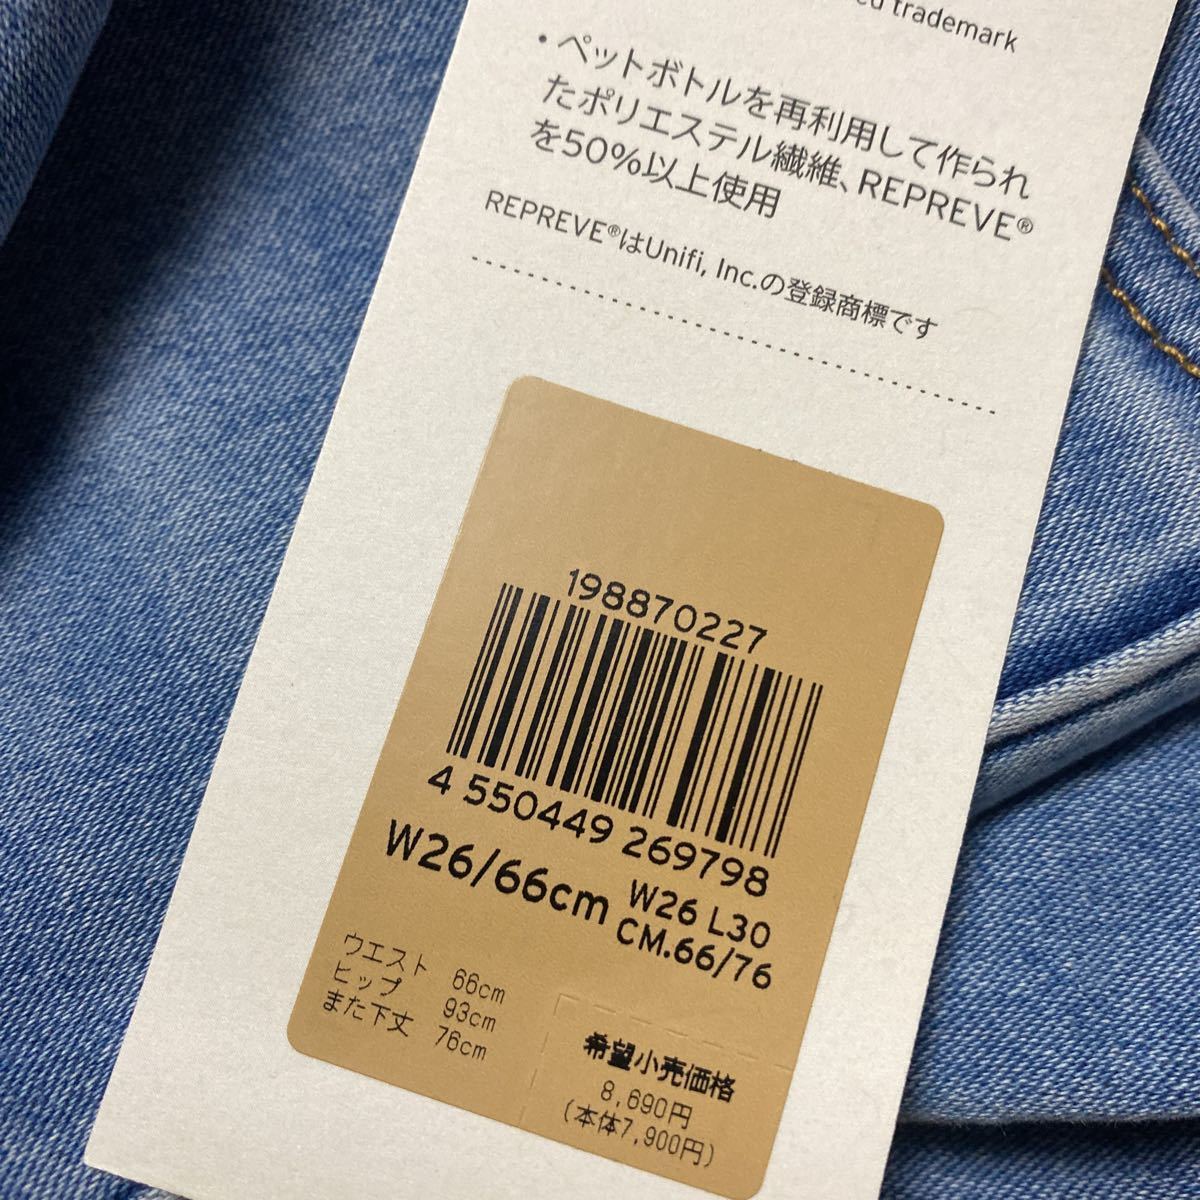 trademark
・ペットボトルを再利用して作られ
たポリエステル繊維、REPREVE®
を50%以上使用
REPREVE®はUnifi, Inc.の登録商標です
198870227
4 550449 269798
W26/66cm
W26 L30
CM.66/76
ウエスト 66cm
ヒップ 93cm
また下丈 76cm
希望小売価格
8,690円
(本体7,900円)